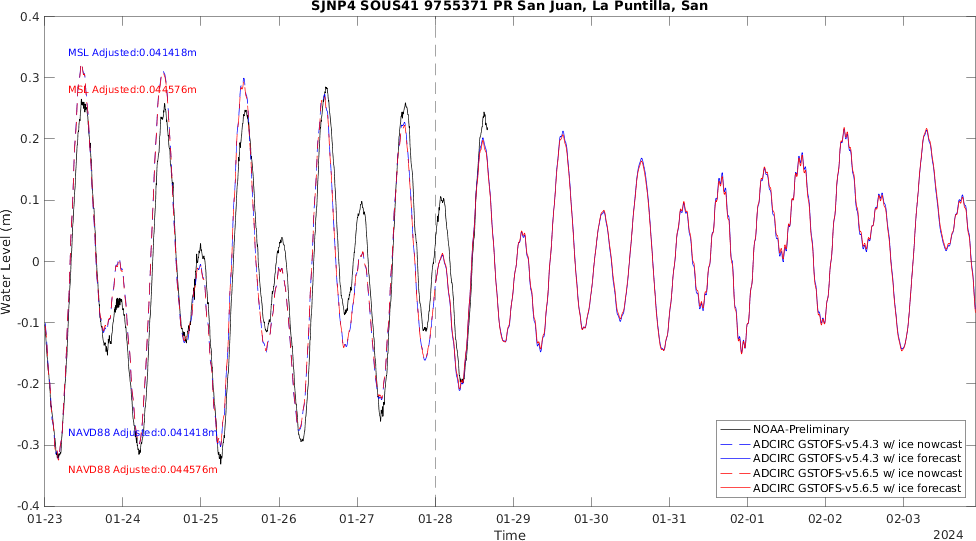 SJNP4 SOUS41 9755371 PR San Juan, La Puntilla, San
0.4
0.3
0.2
0.1
0
-0.1
-0.2
-0.3
-0.4
Water Level (m)
MSL Adjusted:0.041418m
MSL Adjusted:0.044576m
NAVD88 Adjusted:0.041418m
NAVD88 Adjusted:0.044576m
NOAA-Preliminary
ADCIRC GSTOFS-v5.4.3 w/ ice nowcast
ADCIRC GSTOFS-v5.4.3 w/ ice forecast
ADCIRC GSTOFS-v5.6.5 w/ ice nowcast
ADCIRC GSTOFS-v5.6.5 w/ ice forecast
01-23 01-24 01-25 01-26 01-27 01-28 01-29 01-30 01-31 02-01 02-02 02-03
Time
2024